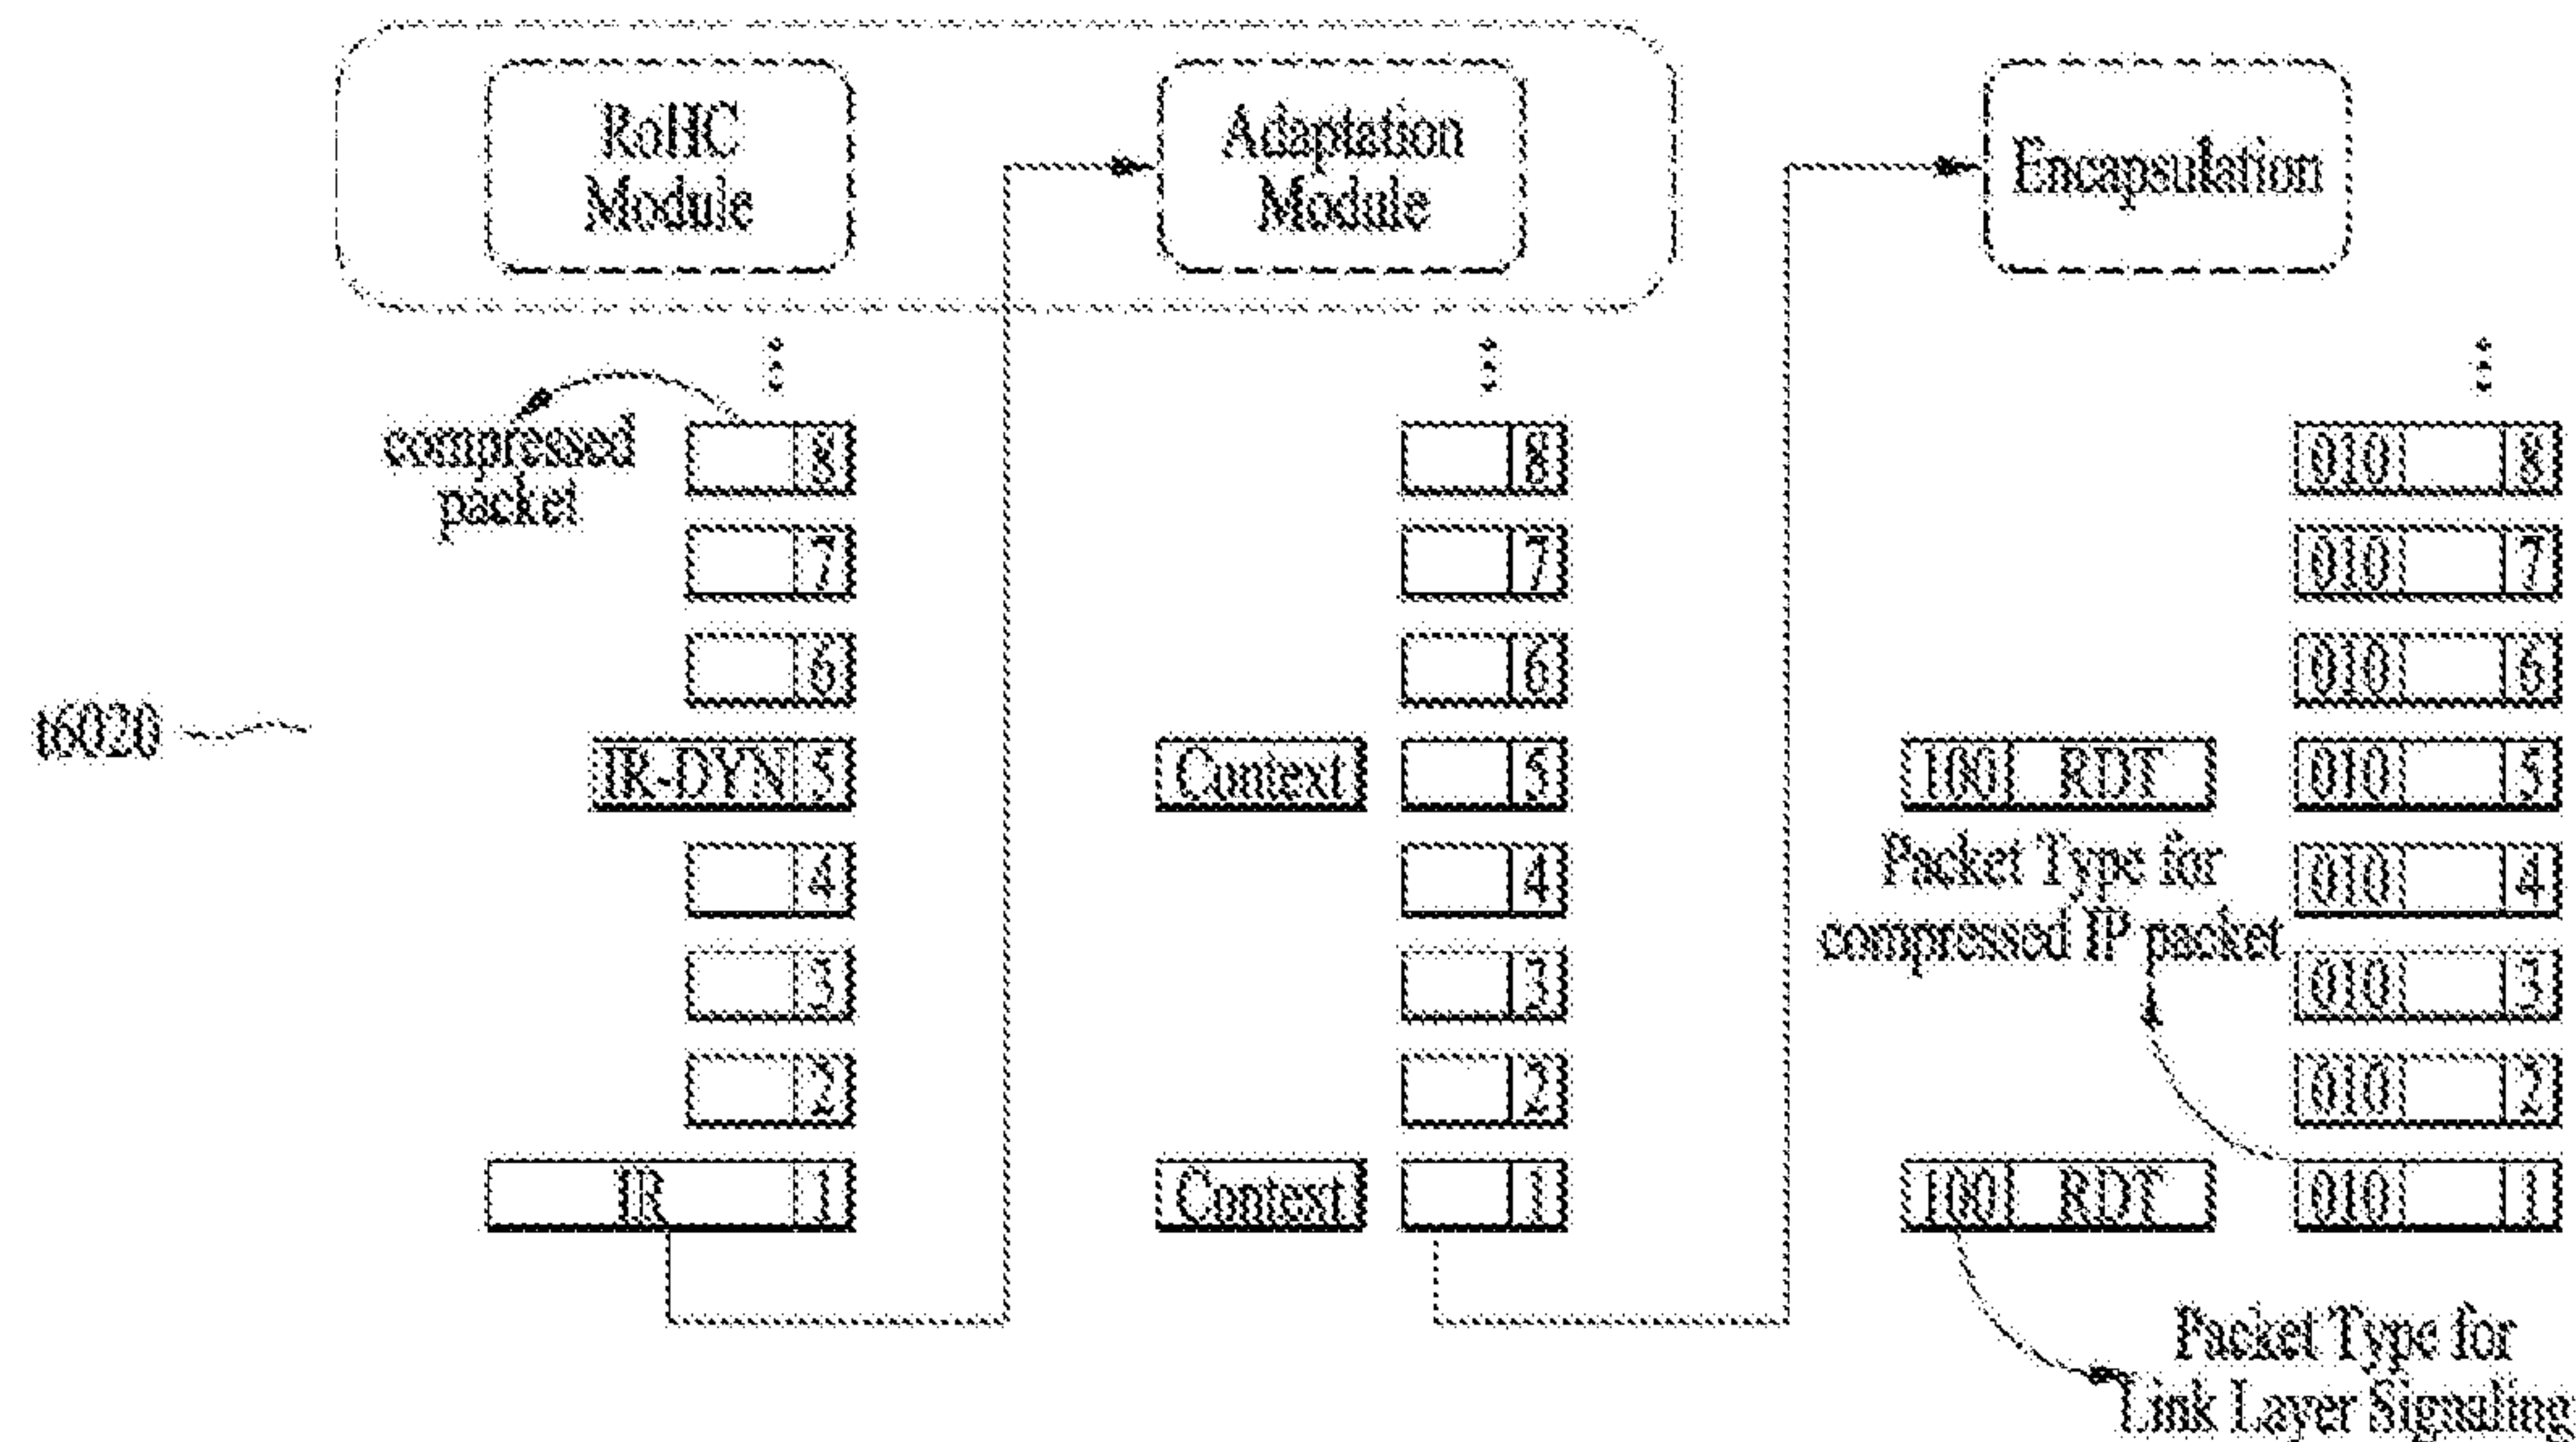 RoHC
Module
Adaptation
Module
Encapsulation
compressed
packet
8
8
010 8
7
7
010 7
6
6
010 6
t6020
IR-DYN 5
Context 5
100 RDT 010 5
4
4
Packet Type for
compressed IP packet
010 4
3
3
010 3
2
2
010 2
IR 1
Context 1
100 RDT 010 1
Packet Type for
Link Layer Signaling